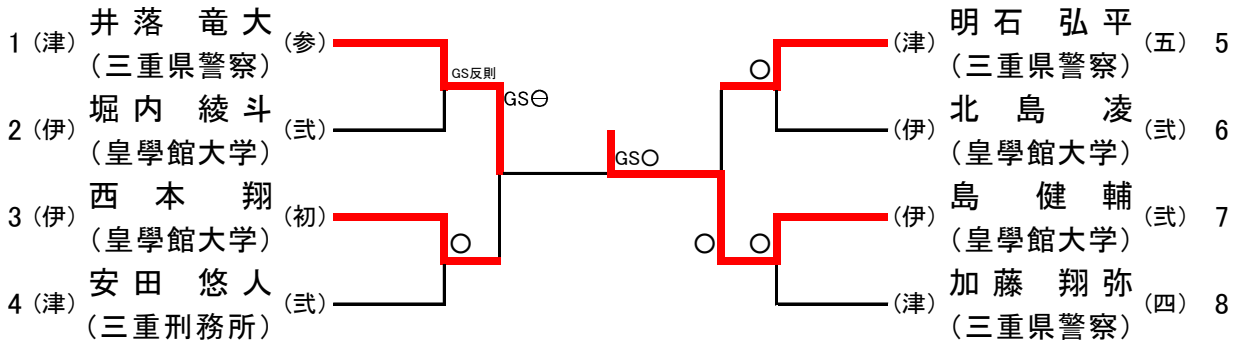 1 (津) 井落 竜大 (参)
(三重県警察)
GS反則
2 (伊) 堀内 綾斗 (弐)
(皇學館大学)
GS⊖
3 (伊) 西本 翔 (初)
(皇學館大学)
〇
4 (津) 安田 悠人 (弐)
(三重刑務所)
GS〇
(津) 明石 弘平 (五) 5
(三重県警察)
〇
(伊) 北島 凌 (弐) 6
(皇學館大学)
(伊) 島 健輔 (弐) 7
(皇學館大学)
〇 〇
(津) 加藤 翔弥 (四) 8
(三重県警察)